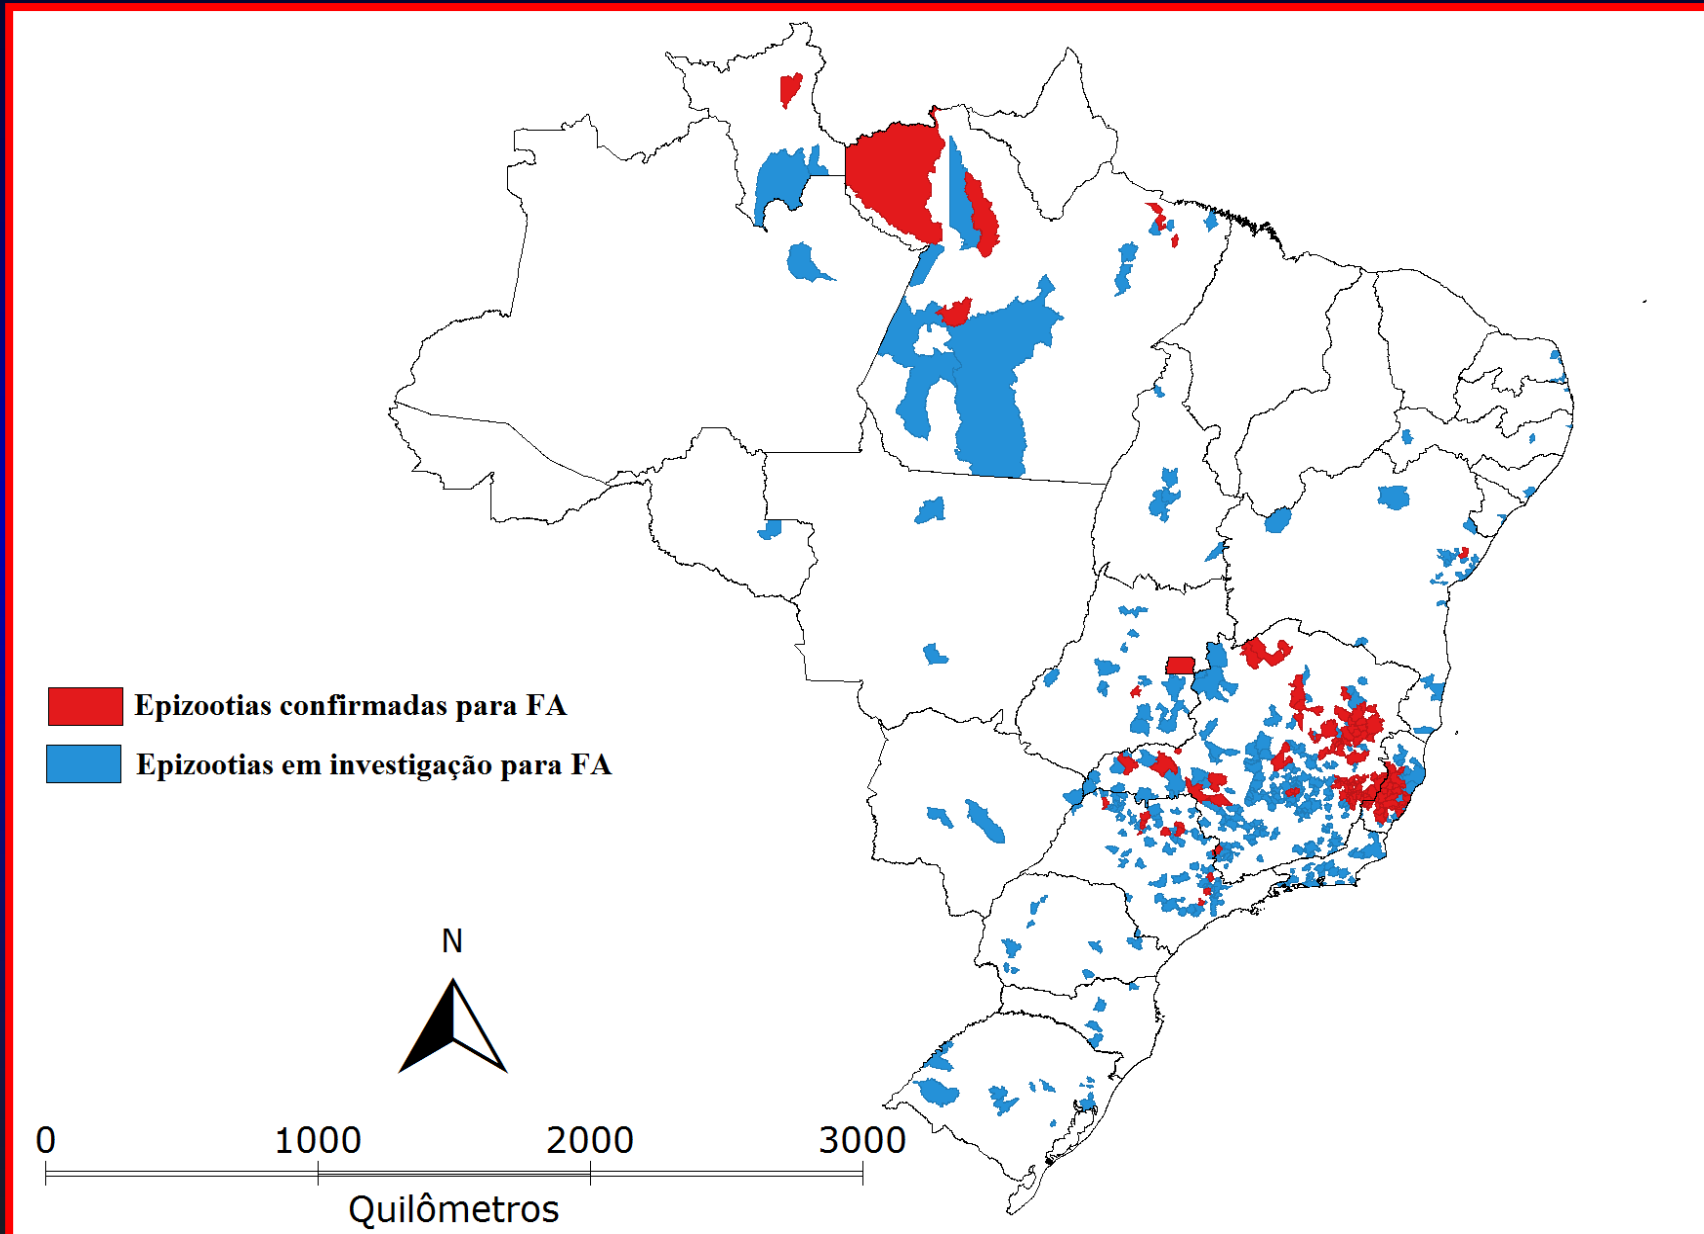 Epizootias confirmadas para FA
Epizootias em investigação para FA
N
0 1000 2000 3000
Quilômetros